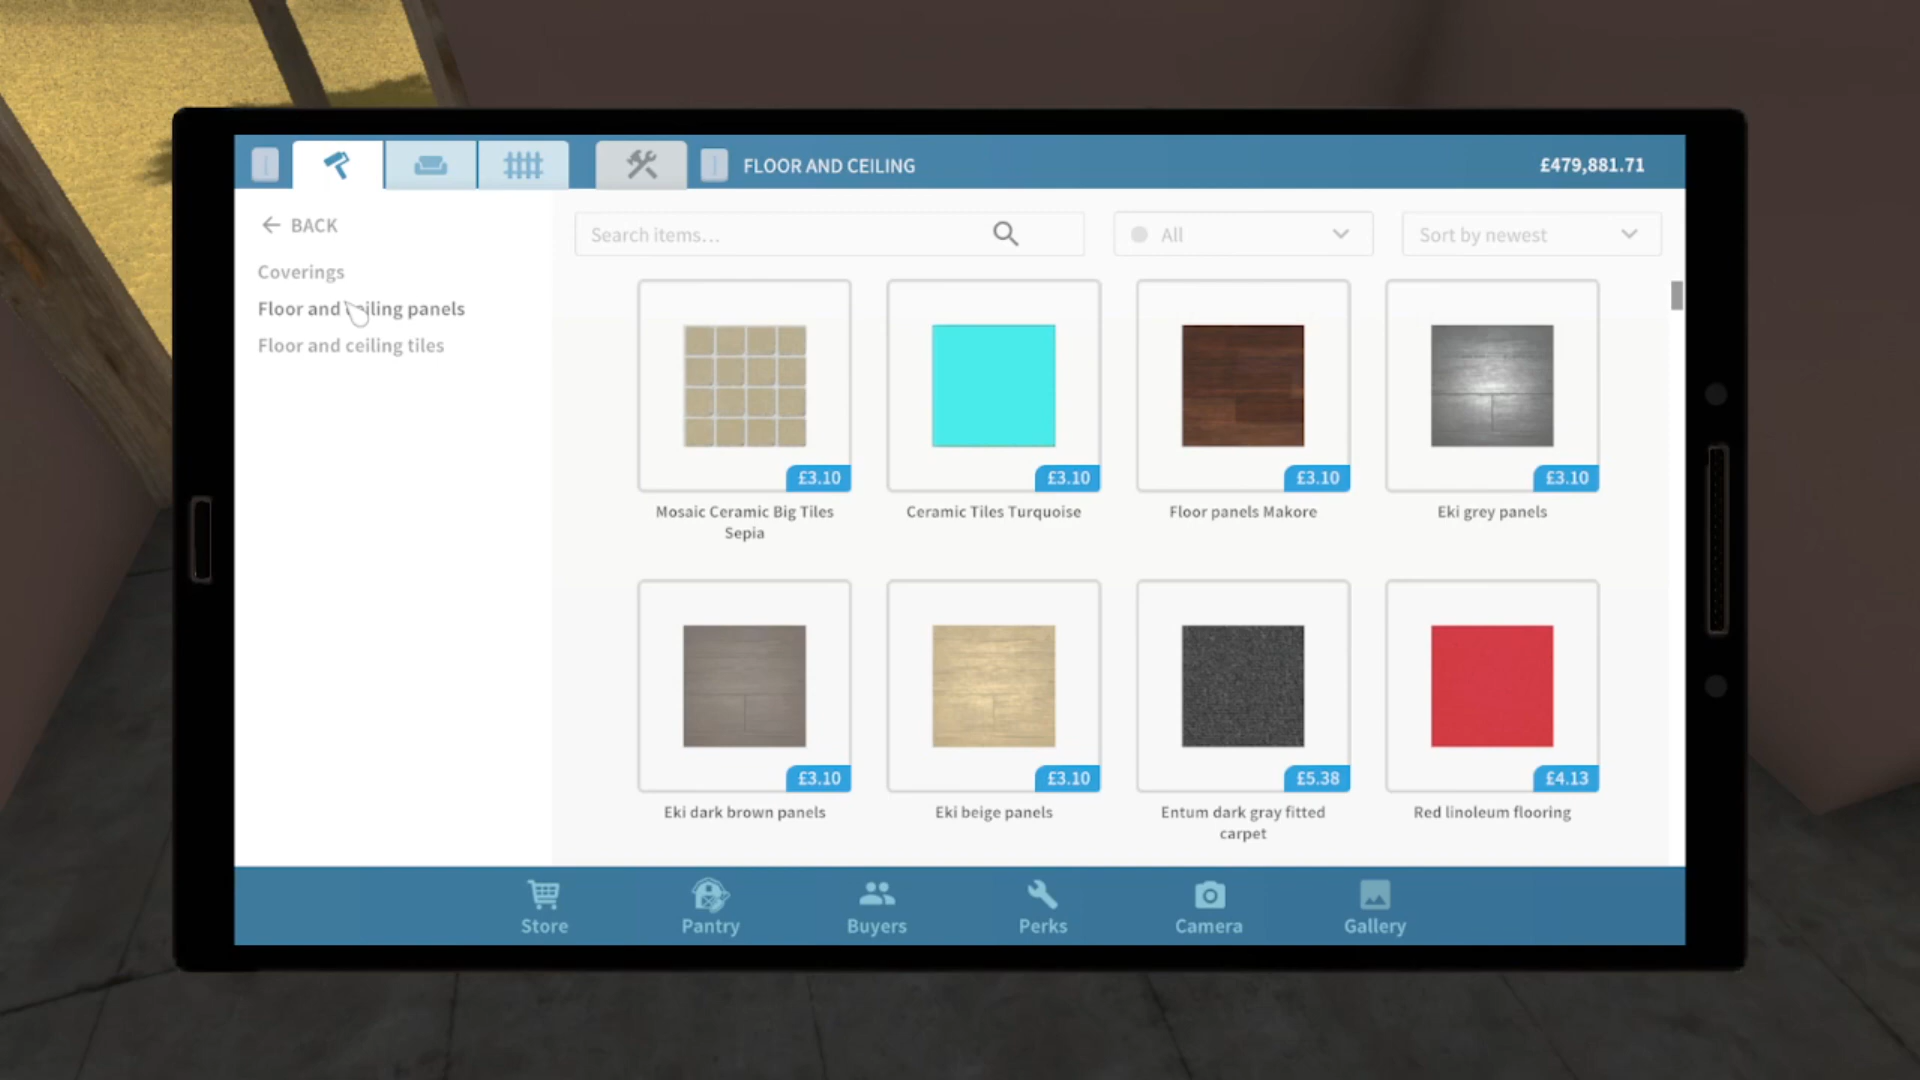 FLOOR AND CEILING
£479,881.71
BACK
Coverings
Floor and ceiling panels
Floor and ceiling tiles
Search items...
All
Sort by newest
£3.10
£3.10
£3.10
£3.10
Mosaic Ceramic Big Tiles
Sepia
Ceramic Tiles Turquoise
Floor panels Makore
Eki grey panels
£3.10
£3.10
£5.38
£4.13
Eki dark brown panels
Eki beige panels
Entum dark gray fitted
carpet
Red linoleum flooring
Store
Pantry
Buyers
Perks
Camera
Gallery